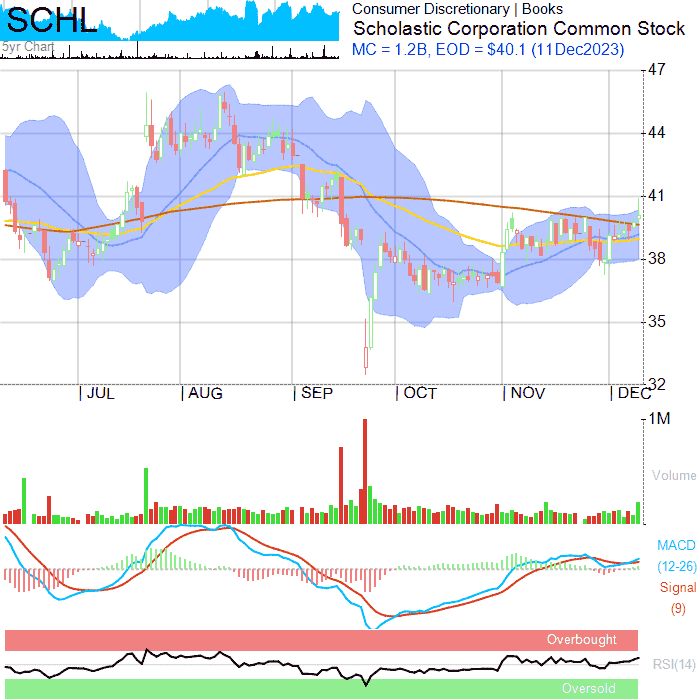 SCHL
5yr Chart
Consumer Discretionary | Books
Scholastic Corporation Common Stock
MC = 1.2B, EOD = $40.1 (11Dec2023)
47
44
41
38
35
32
JUL
AUG
SEP
OCT
NOV
DEC
1M
Volume
MACD
(12-26)
Signal
(9)
Overbought
RSI(14)
Oversold